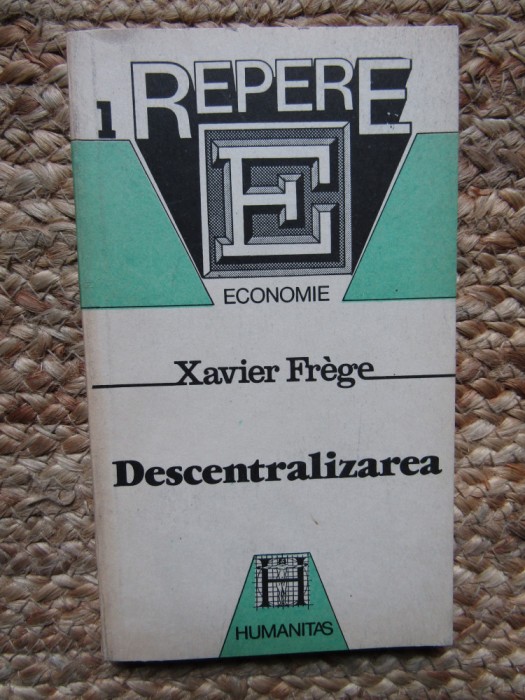 1 REPERE
E
ECONOMIE
Xavier Frège
Descentralizarea
H
HUMANITAS